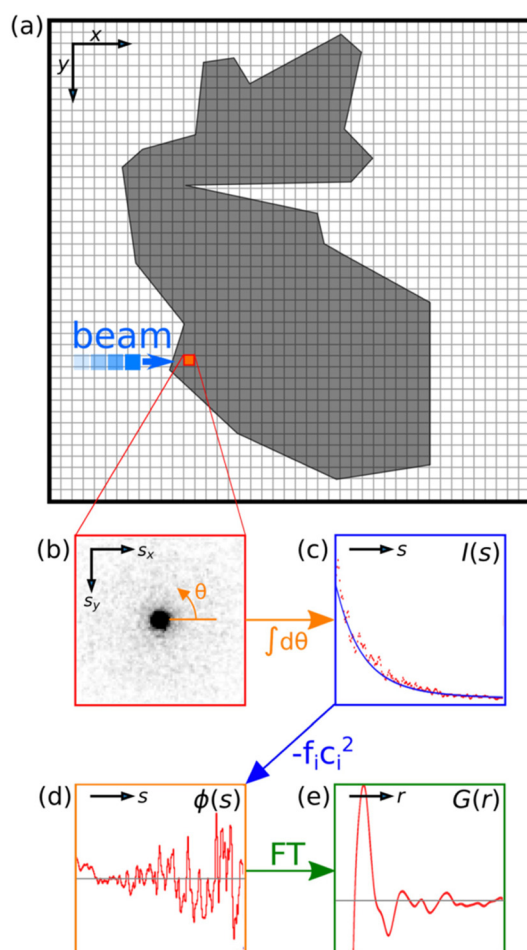 (a)
x
y
beam
(b)
s_x
s_y
θ
∫dθ
(c)
s
I(s)
-f_ic_i^2
(d)
s
ϕ(s)
FT
(e)
r
G(r)